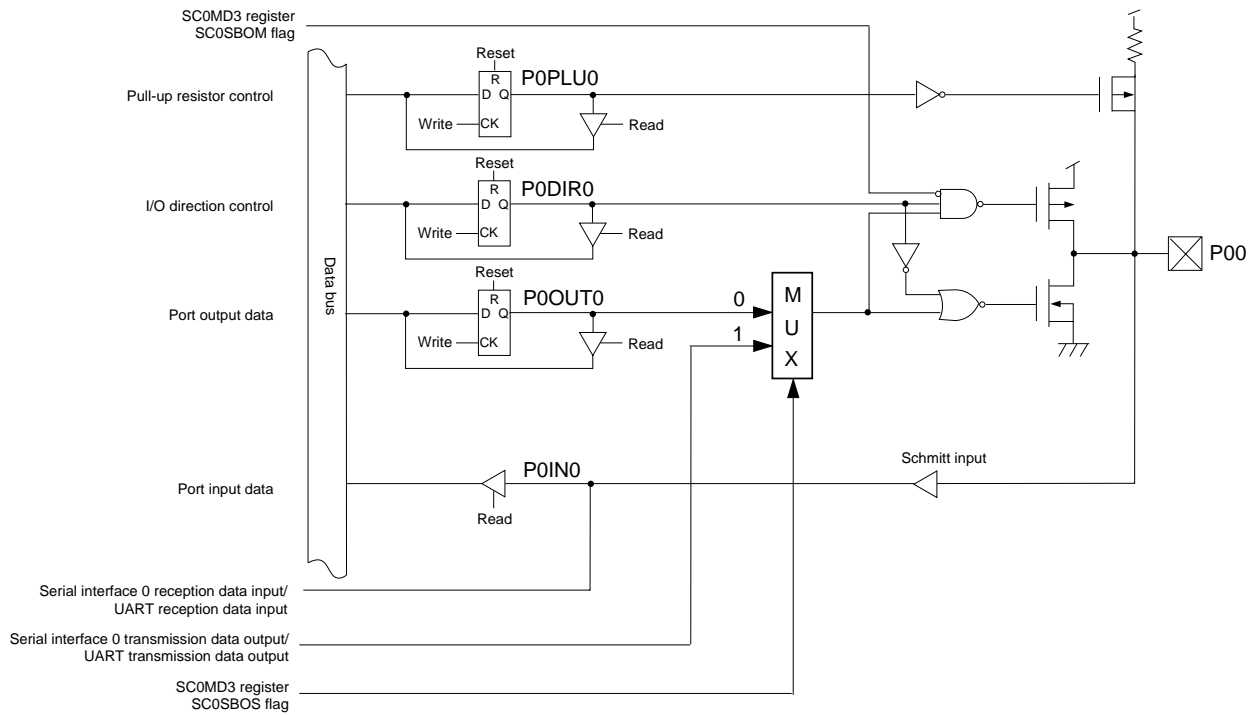 SC0MD3 register
SC0SBOM flag
Reset
R
P0PLU0
Pull-up resistor control
D Q
Write
CK
Read
Reset
R
P0DIR0
I/O direction control
D Q
Write
CK
Read
P00
Data bus
Reset
R
P0OUT0
0
M
U
X
Port output data
D Q
1
Write
CK
Read
Schmitt input
P0IN0
Port input data
Read
Serial interface 0 reception data input/
UART reception data input
Serial interface 0 transmission data output/
UART transmission data output
SC0MD3 register
SC0SBOS flag